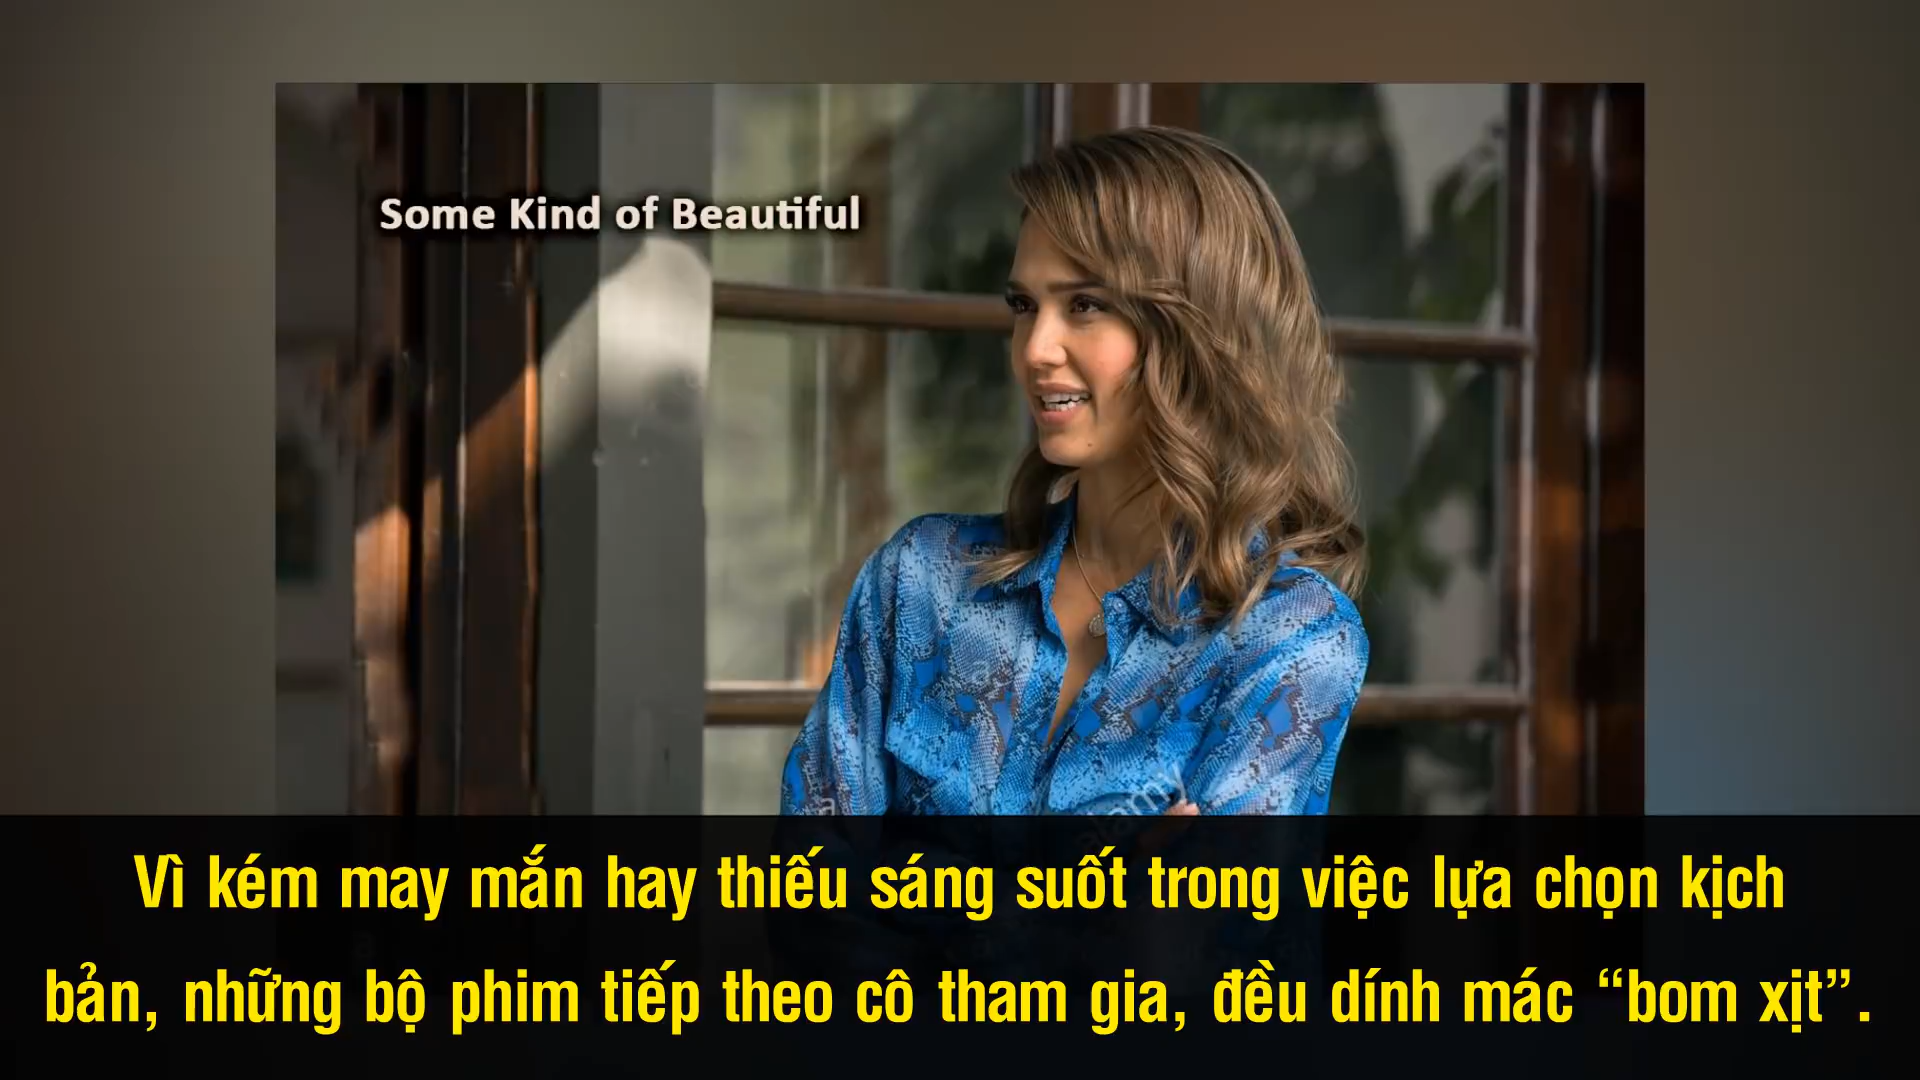 Some Kind of Beautiful
alamy
Vì kém may mắn hay thiếu sáng suốt trong việc lựa chọn kịch
bản, những bộ phim tiếp theo cô tham gia, đều dính mác “bom xịt”.